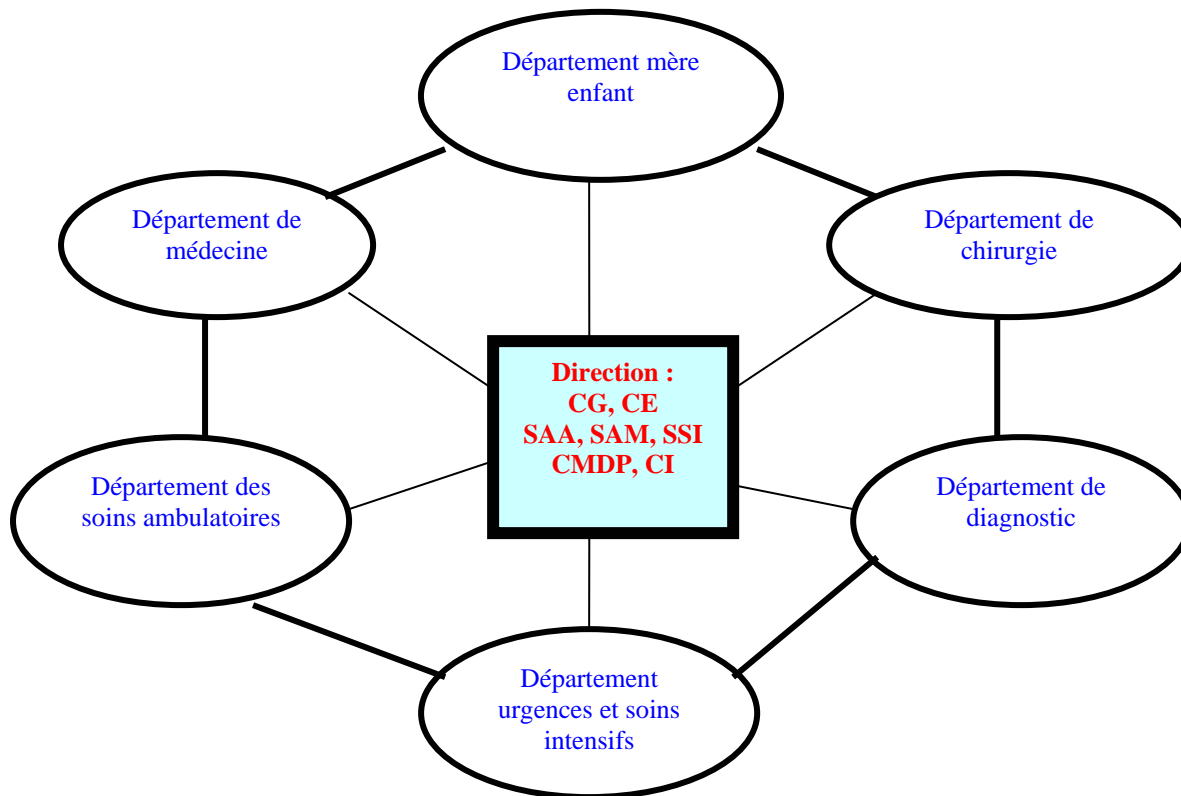 Département mère
enfant
Département de
médecine
Département de
chirurgie
Direction :
CG, CE
SAA, SAM, SSI
CMDP, CI
Département des
soins ambulatoires
Département de
diagnostic
Département
urgences et soins
intensifs